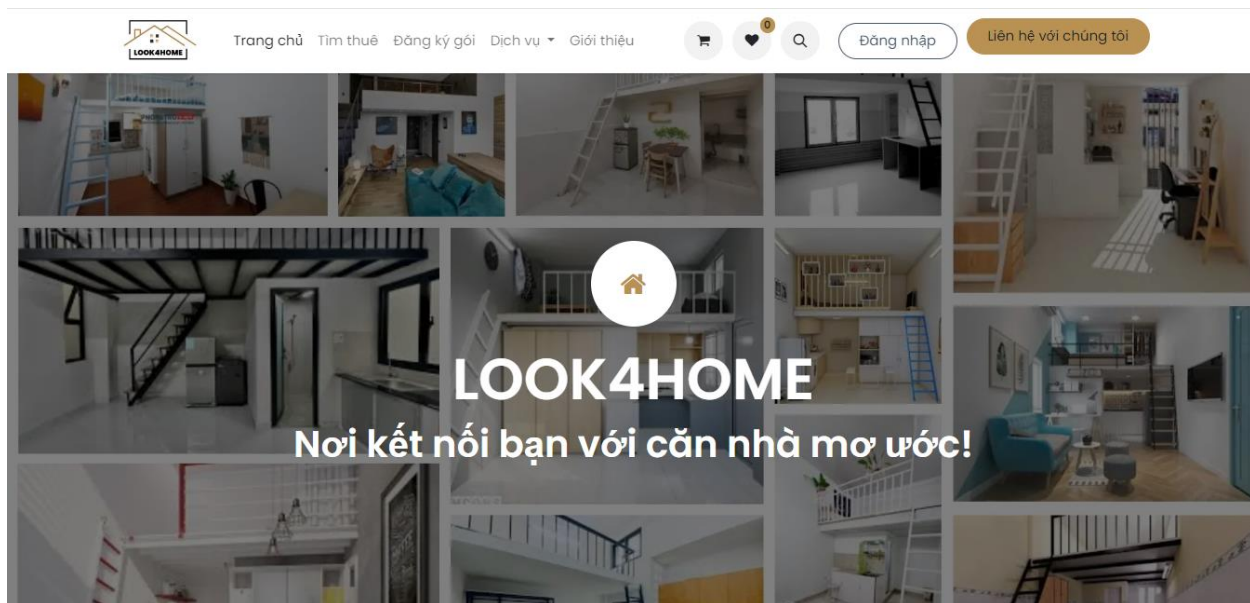 LOOK4HOME
Trang chủ Tìm thuê Đăng ký gói Dịch vụ Giới thiệu
0
Đăng nhập
Liên hệ với chúng tôi
LOOK4HOME
Nơi kết nối bạn với căn nhà mơ ước!